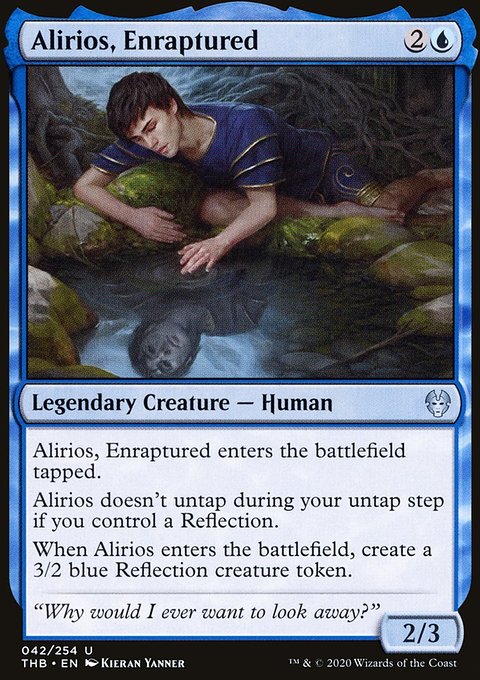 Alirios, Enraptured 2
Legendary Creature — Human
Alirios, Enraptured enters the battlefield
tapped.
Alirios doesn't untap during your untap step
if you control a Reflection.
When Alirios enters the battlefield, create a
3/2 blue Reflection creature token.
“Why would I ever want to look away?”
2/3
042/254 U
THB • EN Kieran Yanner
™ & © 2020 Wizards of the Coast